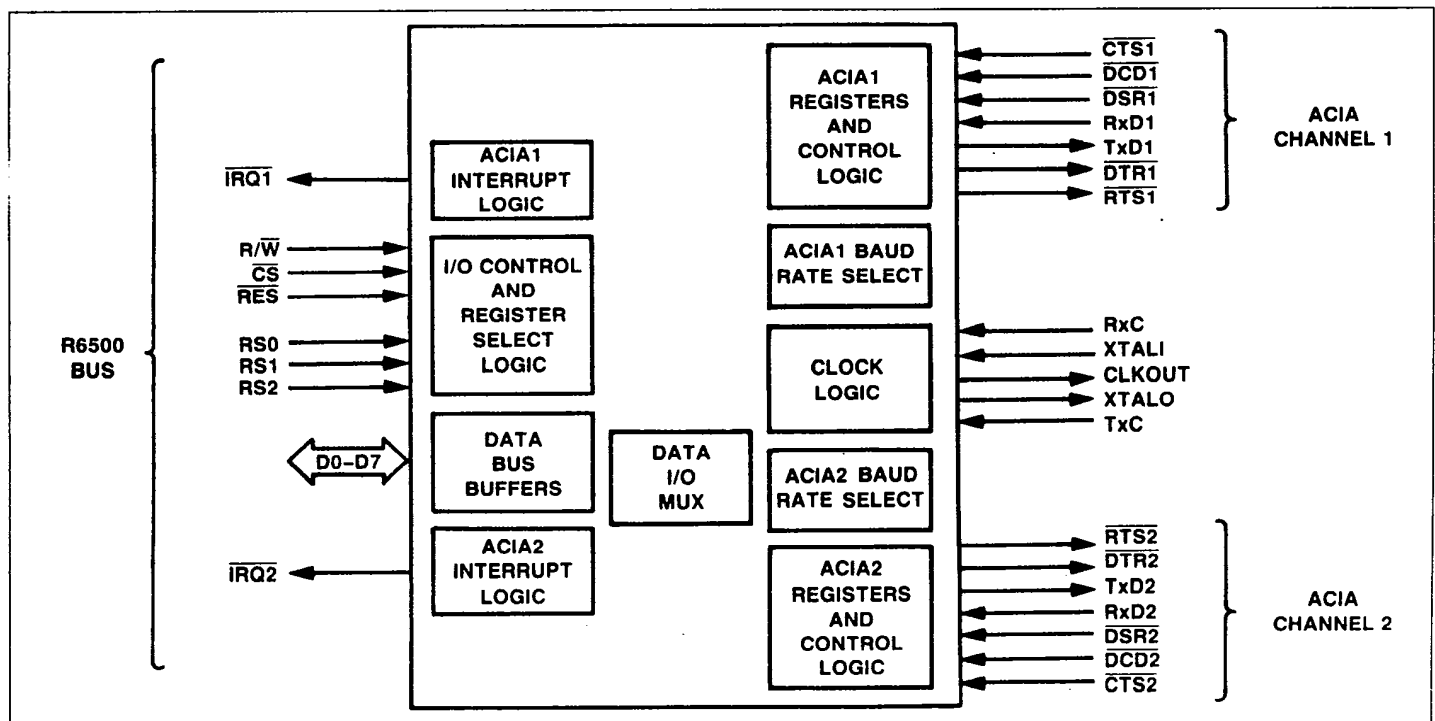 R6500
BUS
IRQ1
R/W
CS
RES
RS0
RS1
RS2
D0–D7
IRQ2
ACIA1
INTERRUPT
LOGIC
I/O CONTROL
AND
REGISTER
SELECT
LOGIC
DATA
BUS
BUFFERS
ACIA2
INTERRUPT
LOGIC
DATA
I/O
MUX
ACIA1
REGISTERS
AND
CONTROL
LOGIC
ACIA1 BAUD
RATE SELECT
CLOCK
LOGIC
ACIA2 BAUD
RATE SELECT
ACIA2
REGISTERS
AND
CONTROL
LOGIC
CTS1
DCD1
DSR1
RxD1
TxD1
DTR1
RTS1
ACIA
CHANNEL 1
RxC
XTALI
CLKOUT
XTALO
TxC
RTS2
DTR2
TxD2
RxD2
DSR2
DCD2
CTS2
ACIA
CHANNEL 2